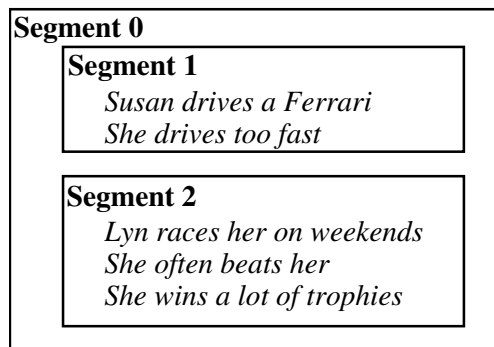 Segment 0
Segment 1
Susan drives a Ferrari
She drives too fast
Segment 2
Lyn races her on weekends
She often beats her
She wins a lot of trophies